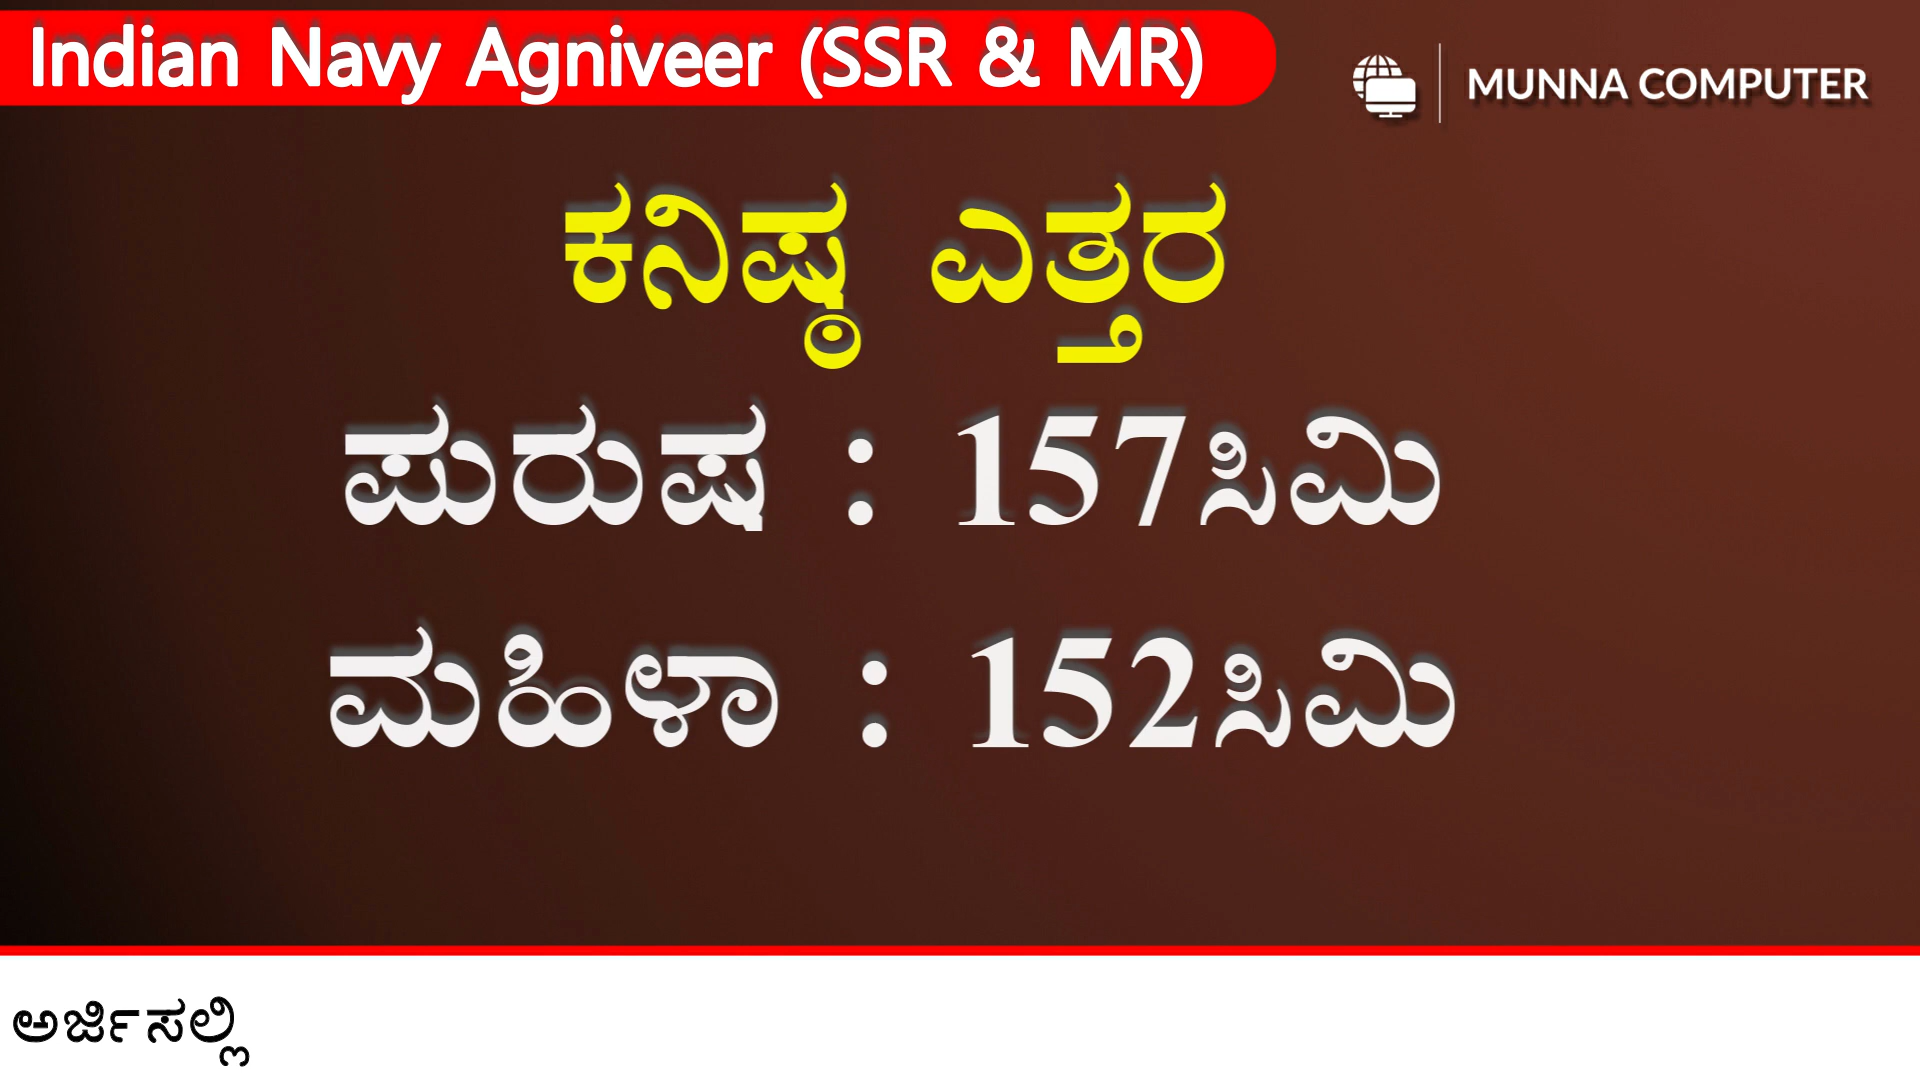 Indian Navy Agniveer (SSR & MR)
MUNNA COMPUTER
ಕನಿಷ್ಠ ಎತ್ತರ
ಪುರುಷ : 157ಸಿಮಿ
ಮಹಿಳಾ : 152ಸಿಮಿ
ಅರ್ಜಿಸಲ್ಲಿ